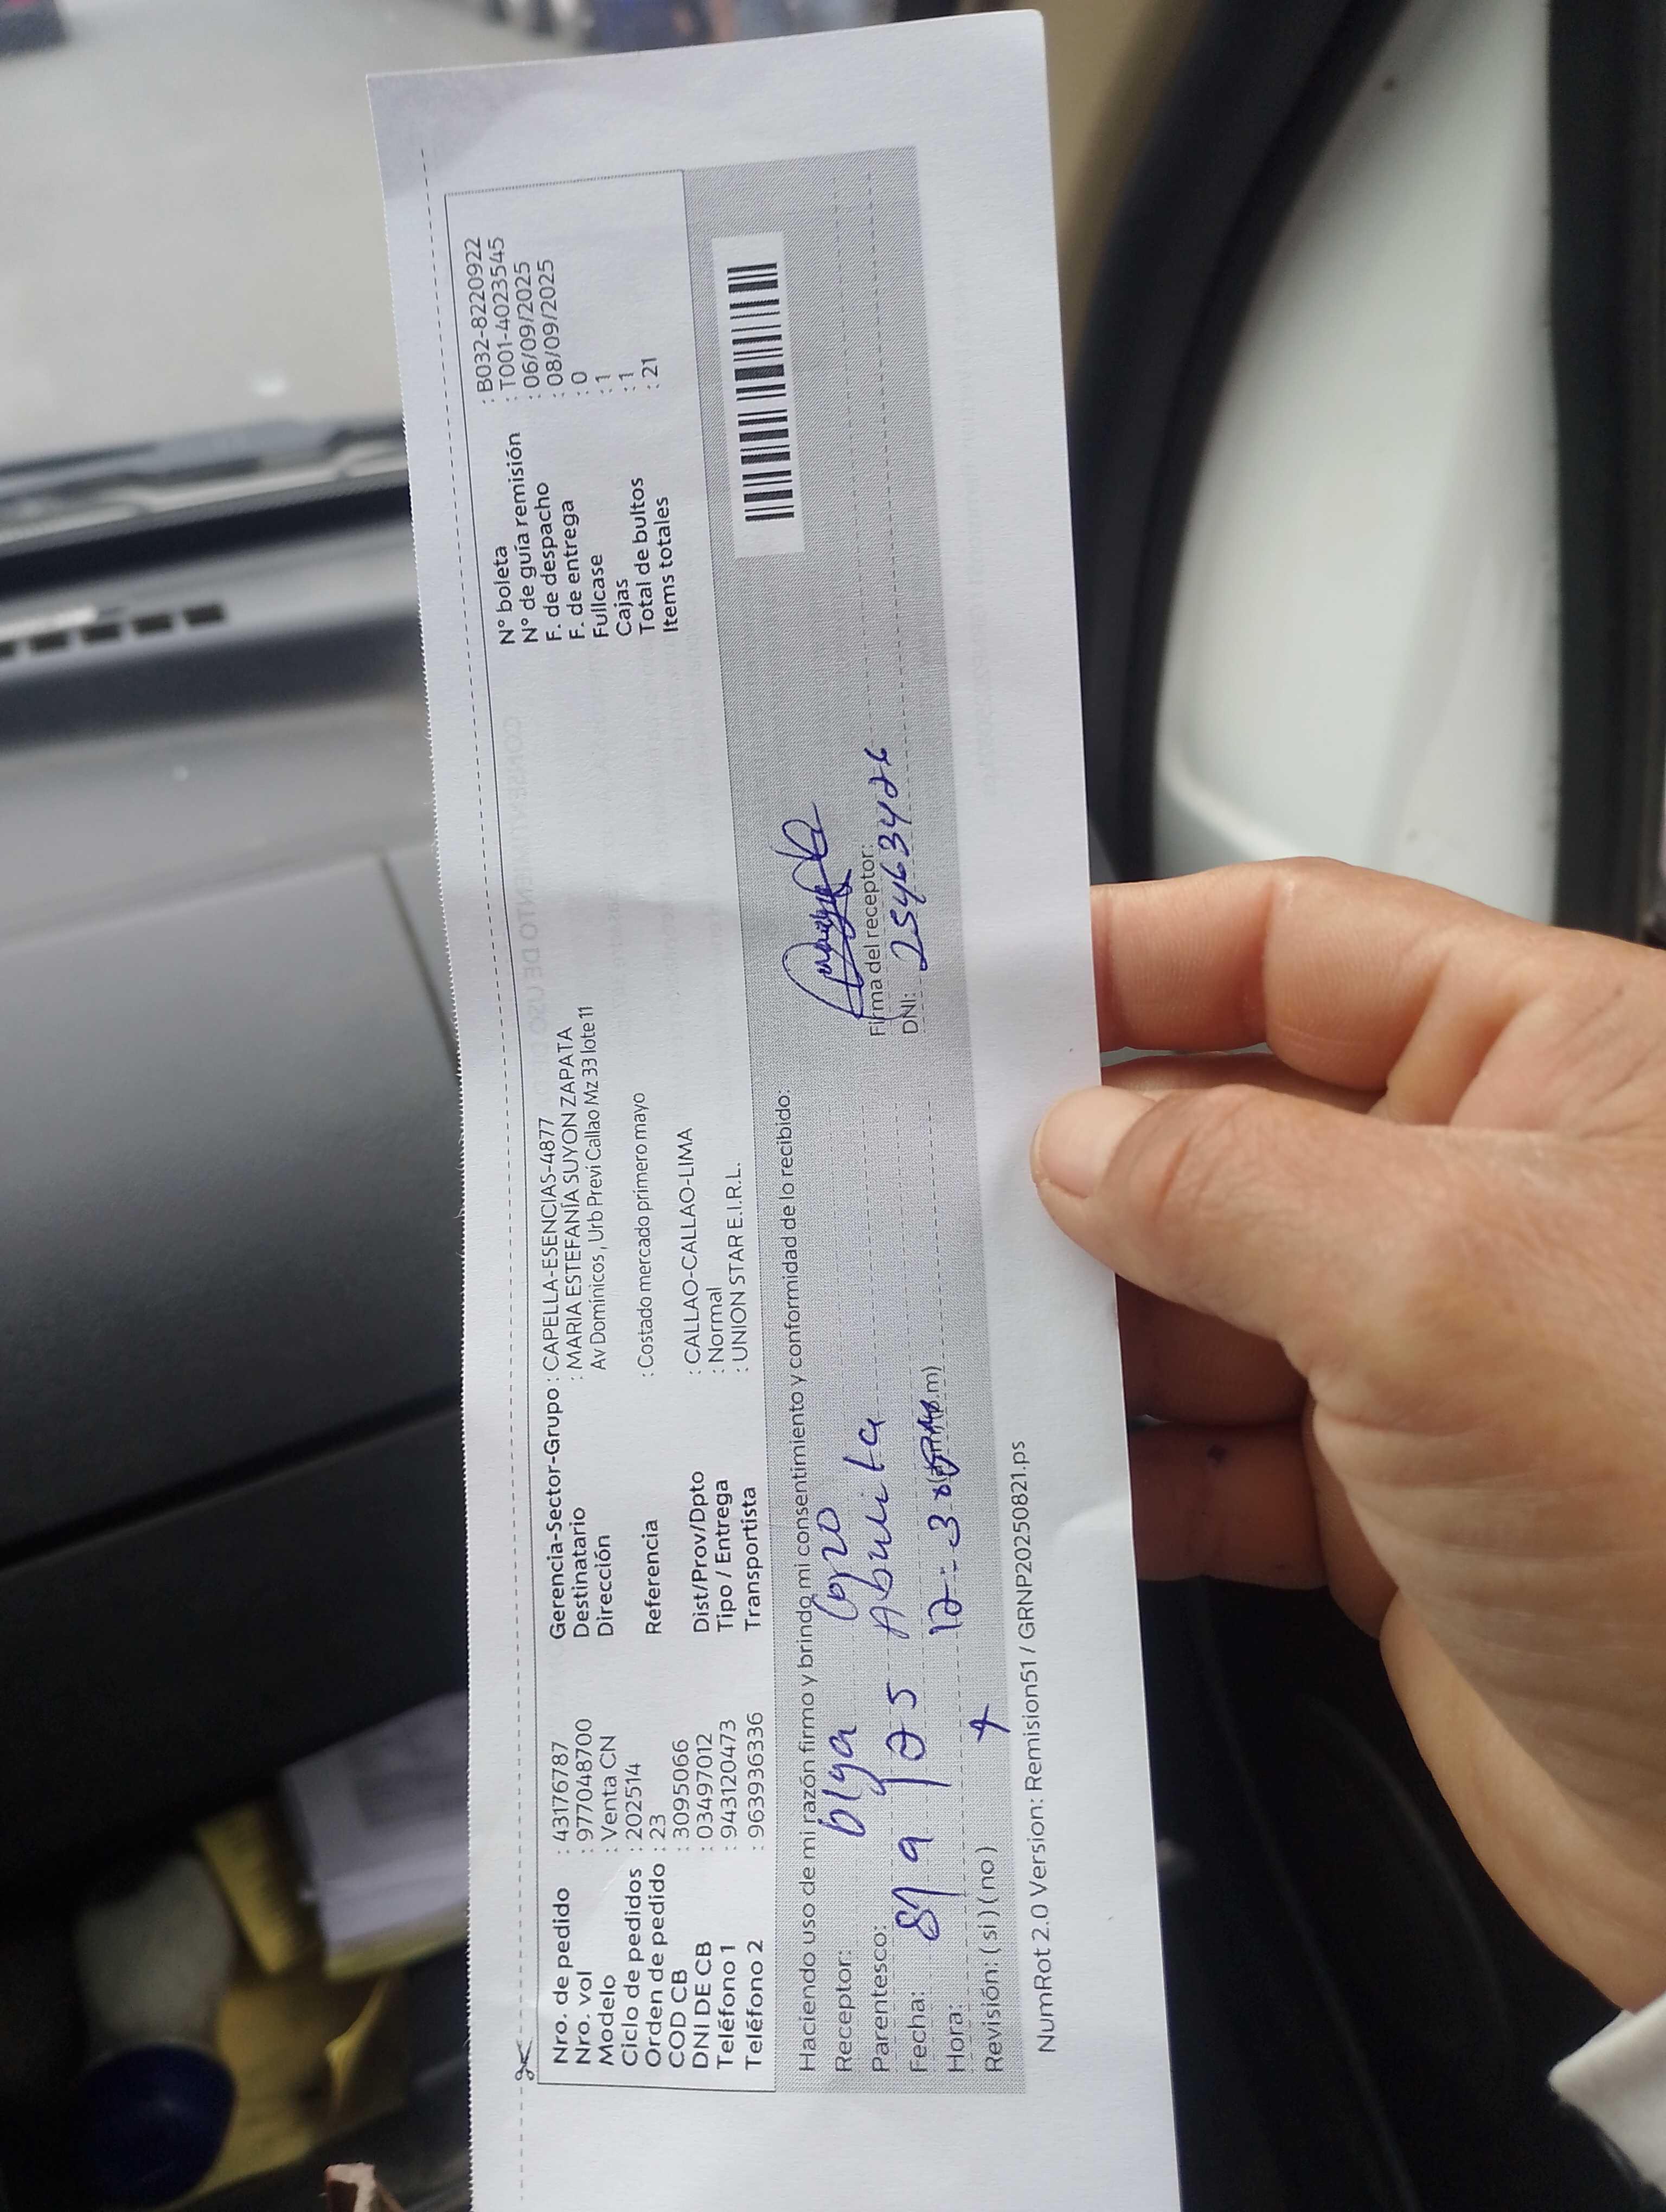 Nro. de pedido : 43176787
Nro. vol : 977048700
Modelo : Venta CN
Ciclo de pedidos : 202514
Orden de pedido : 23
COD CB : 3095066
DNI DE CB : 03497012
Teléfono 1 : 943120473
Teléfono 2 : 963936336
Gerencia-Sector-Grupo : CAPELLA-ESENCIAS-4877
Destinatario : MARIA ESTEFANÍA SUYON ZAPATA
Dirección Av Dominicos , Urb Previ Callao Mz 33 lote 11
Referencia : Costado mercado primero mayo
Dist/Prov/Dpto : CALLAO-CALLAO-LIMA
Tipo / Entrega : Normal
Transportista : UNION STAR E.I.R.L.
N° boleta : B032-8220922
N° de guía remisión : T001-4023545
F. de despacho : 06/09/2025
F. de entrega : 08/09/2025
Fullcase : 0
Cajas : 1
Total de bultos : 1
Items totales : 21
Haciendo uso de mi razón firmo y brindo mi consentimiento y conformidad de lo recibido:
Receptor: Olga Corzo
Parentesco: Abuelita
Fecha: 8/9/25
Hora: 12:3 .m)
Revisión: ( si ) ( no )
Firma del receptor:
DNI: 25463426
NumRot 2.0 Version: Remision51 / GRNP20250821.ps